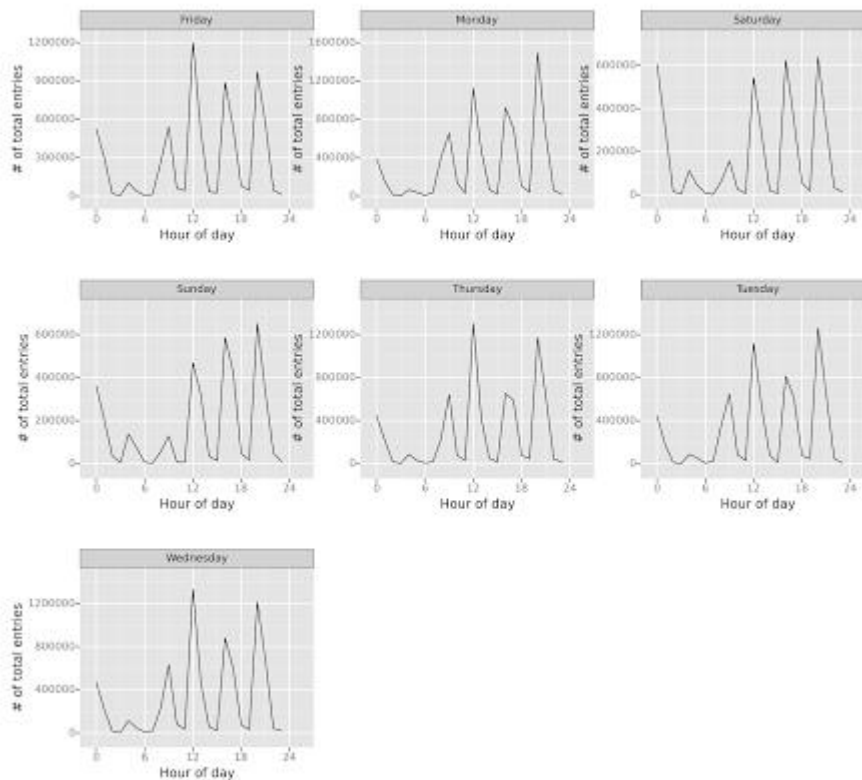 Friday
1200000
900000
600000
300000
0
# of total entries
0 6 12 18 24
Hour of day
Monday
1600000
1200000
800000
400000
0
# of total entries
0 6 12 18 24
Hour of day
Saturday
600000
400000
200000
0
# of total entries
0 6 12 18 24
Hour of day
Sunday
600000
400000
200000
0
# of total entries
0 6 12 18 24
Hour of day
Thursday
1200000
800000
400000
0
# of total entries
0 6 12 18 24
Hour of day
Tuesday
1200000
800000
400000
0
# of total entries
0 6 12 18 24
Hour of day
Wednesday
1200000
800000
400000
0
# of total entries
0 6 12 18 24
Hour of day